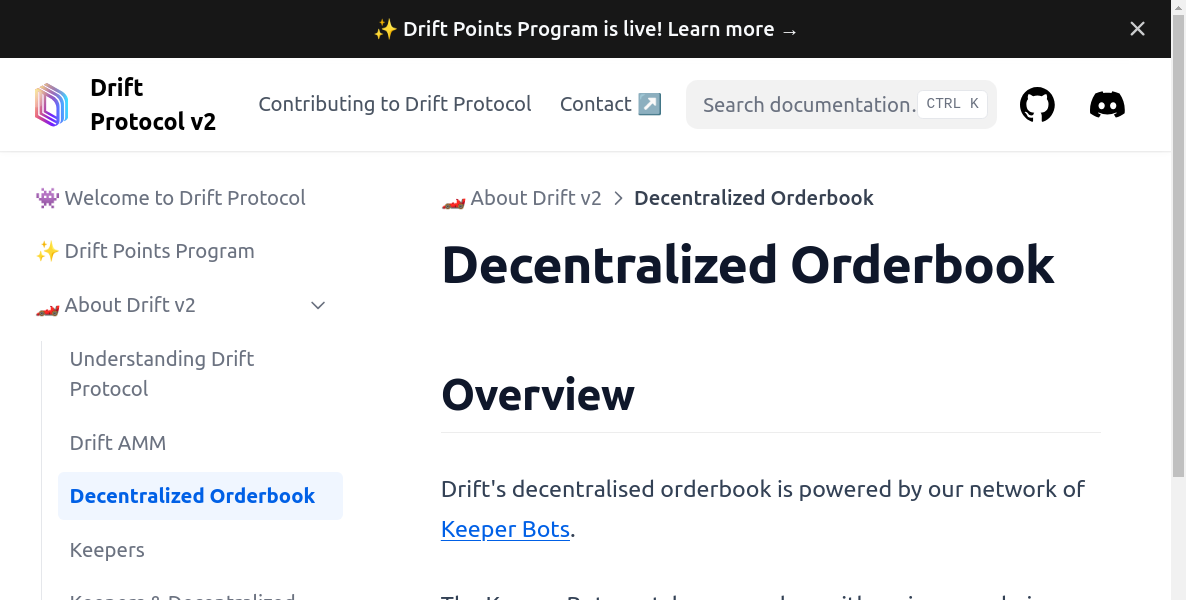 ✨ Drift Points Program is live! Learn more →
Drift
Protocol v2
Contributing to Drift Protocol
Contact ↗️
Search documentation.
CTRL K
👾 Welcome to Drift Protocol
✨ Drift Points Program
🏎️ About Drift v2
Understanding Drift
Protocol
Drift AMM
Decentralized Orderbook
Keepers
Keepers & Decentralized
🏎️ About Drift v2 > Decentralized Orderbook
Decentralized Orderbook
Overview
Drift's decentralised orderbook is powered by our network of
Keeper Bots.